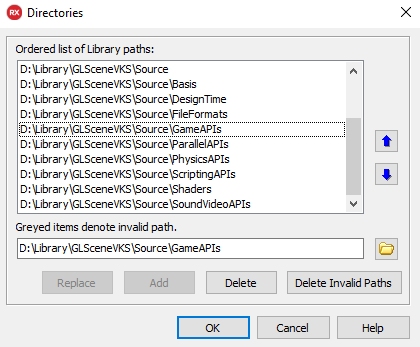 RX Directories
Ordered list of Library paths:
D:\Library\GLSceneVKS\Source
D:\Library\GLSceneVKS\Source\Basis
D:\Library\GLSceneVKS\Source\DesignTime
D:\Library\GLSceneVKS\Source\FileFormats
D:\Library\GLSceneVKS\Source\GameAPIs
D:\Library\GLSceneVKS\Source\ParallelAPIs
D:\Library\GLSceneVKS\Source\PhysicsAPIs
D:\Library\GLSceneVKS\Source\ScriptingAPIs
D:\Library\GLSceneVKS\Source\Shaders
D:\Library\GLSceneVKS\Source\SoundVideoAPIs
Greyed items denote invalid path.
D:\Library\GLSceneVKS\Source\GameAPIs
Replace Add Delete Delete Invalid Paths
OK Cancel Help